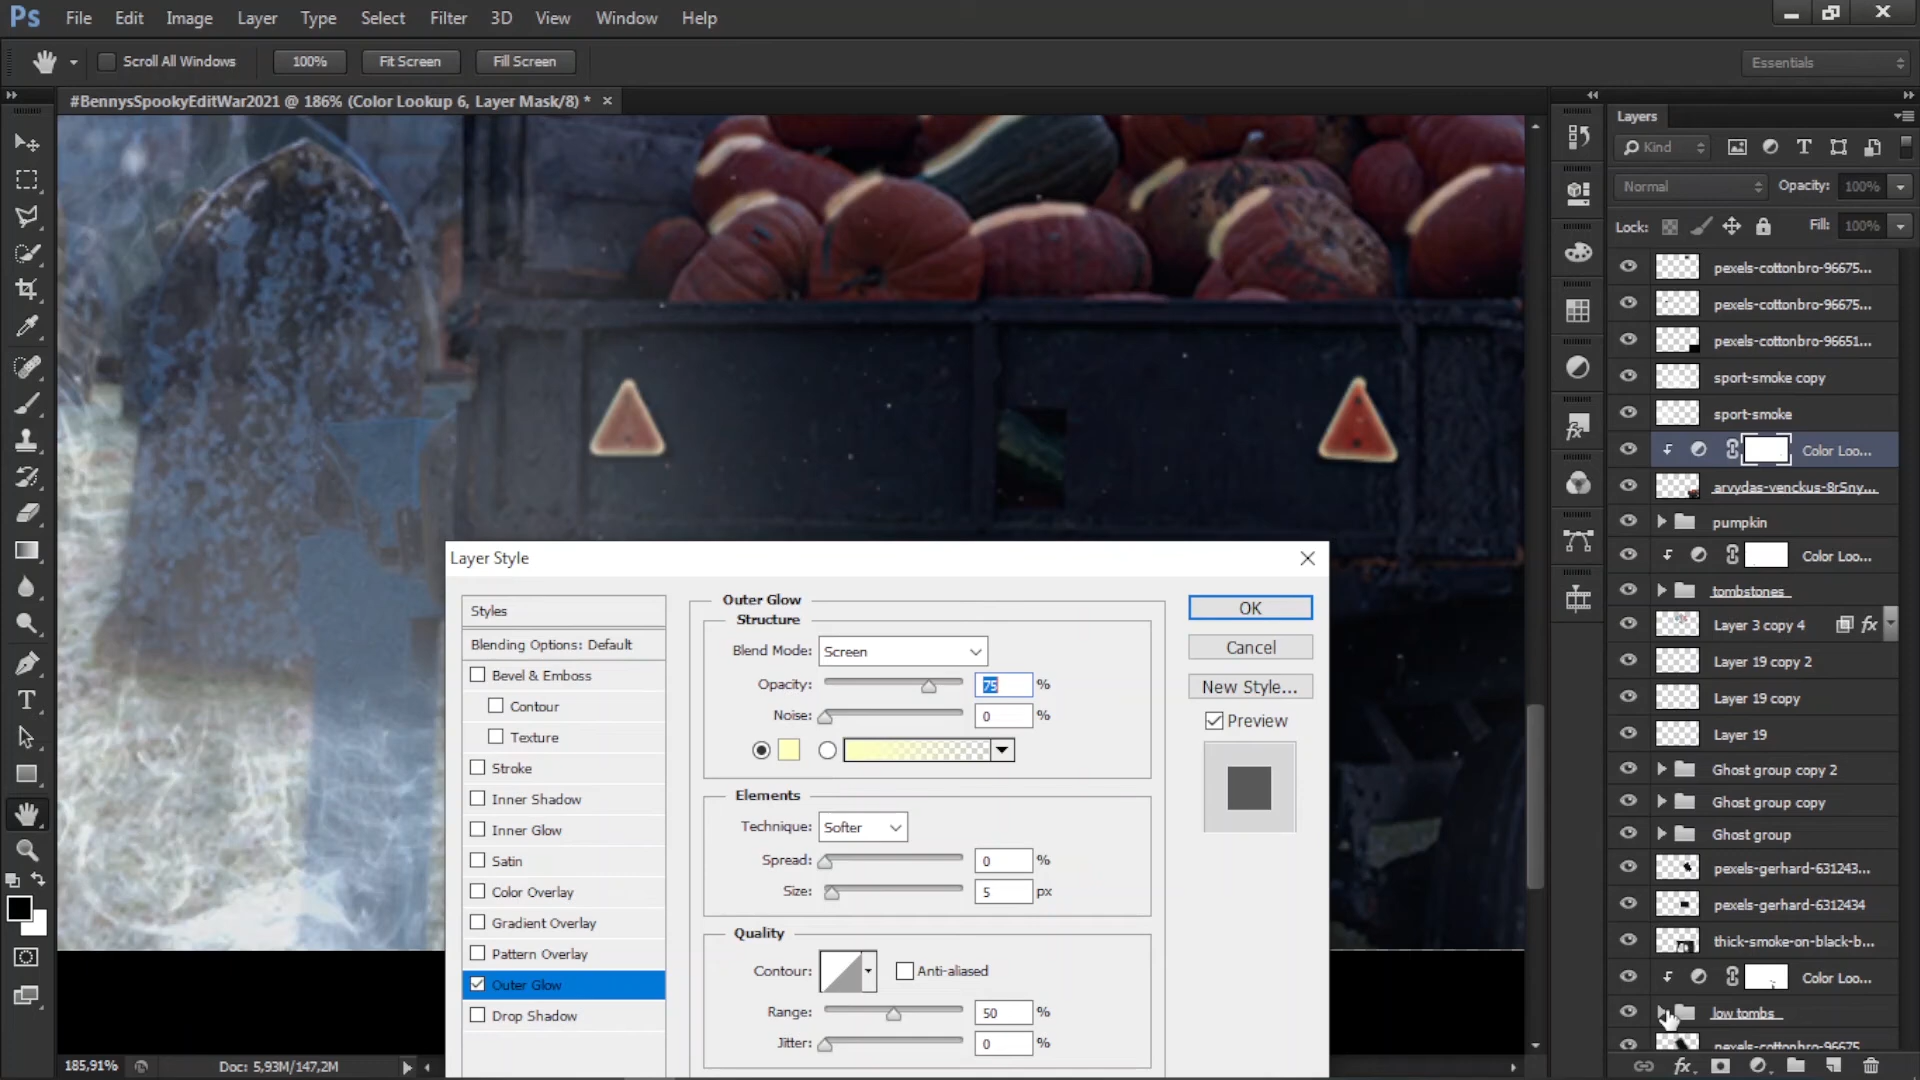 Ps File Edit Image Layer Type Select Filter 3D View Window Help
Scroll All Windows 100% Fit Screen Fill Screen Essentials
#BennysSpookyEditWar2021 @ 186% (Color Lookup 6, Layer Mask/8) * ×
Layers
Kind
Normal Opacity: 100%
Lock: Fill: 100%
pexels-cottonbro-96675...
pexels-cottonbro-96675...
pexels-cottonbro-96651...
sport-smoke copy
sport-smoke
Color Loo...
arvydas-venckus-8rSny...
pumpkin
Color Loo...
tombstones
Layer 3 copy 4 fx
Layer 19 copy 2
Layer 19 copy
Layer 19
Ghost group copy 2
Ghost group copy
Ghost group
pexels-gerhard-631243...
pexels-gerhard-6312434
thick-smoke-on-black-b...
Color Loo...
low tombs
pexels-cottonbro-96675
Layer Style
Styles
Blending Options: Default
Bevel & Emboss
Contour
Texture
Stroke
Inner Shadow
Inner Glow
Satin
Color Overlay
Gradient Overlay
Pattern Overlay
Outer Glow
Drop Shadow
Outer Glow
Structure
Blend Mode: Screen
Opacity: 75 %
Noise: 0 %
Elements
Technique: Softer
Spread: 0 %
Size: 5 px
Quality
Contour: Anti-aliased
Range: 50 %
Jitter: 0 %
OK
Cancel
New Style...
Preview
185,91% Doc: 5,93M/147,2M